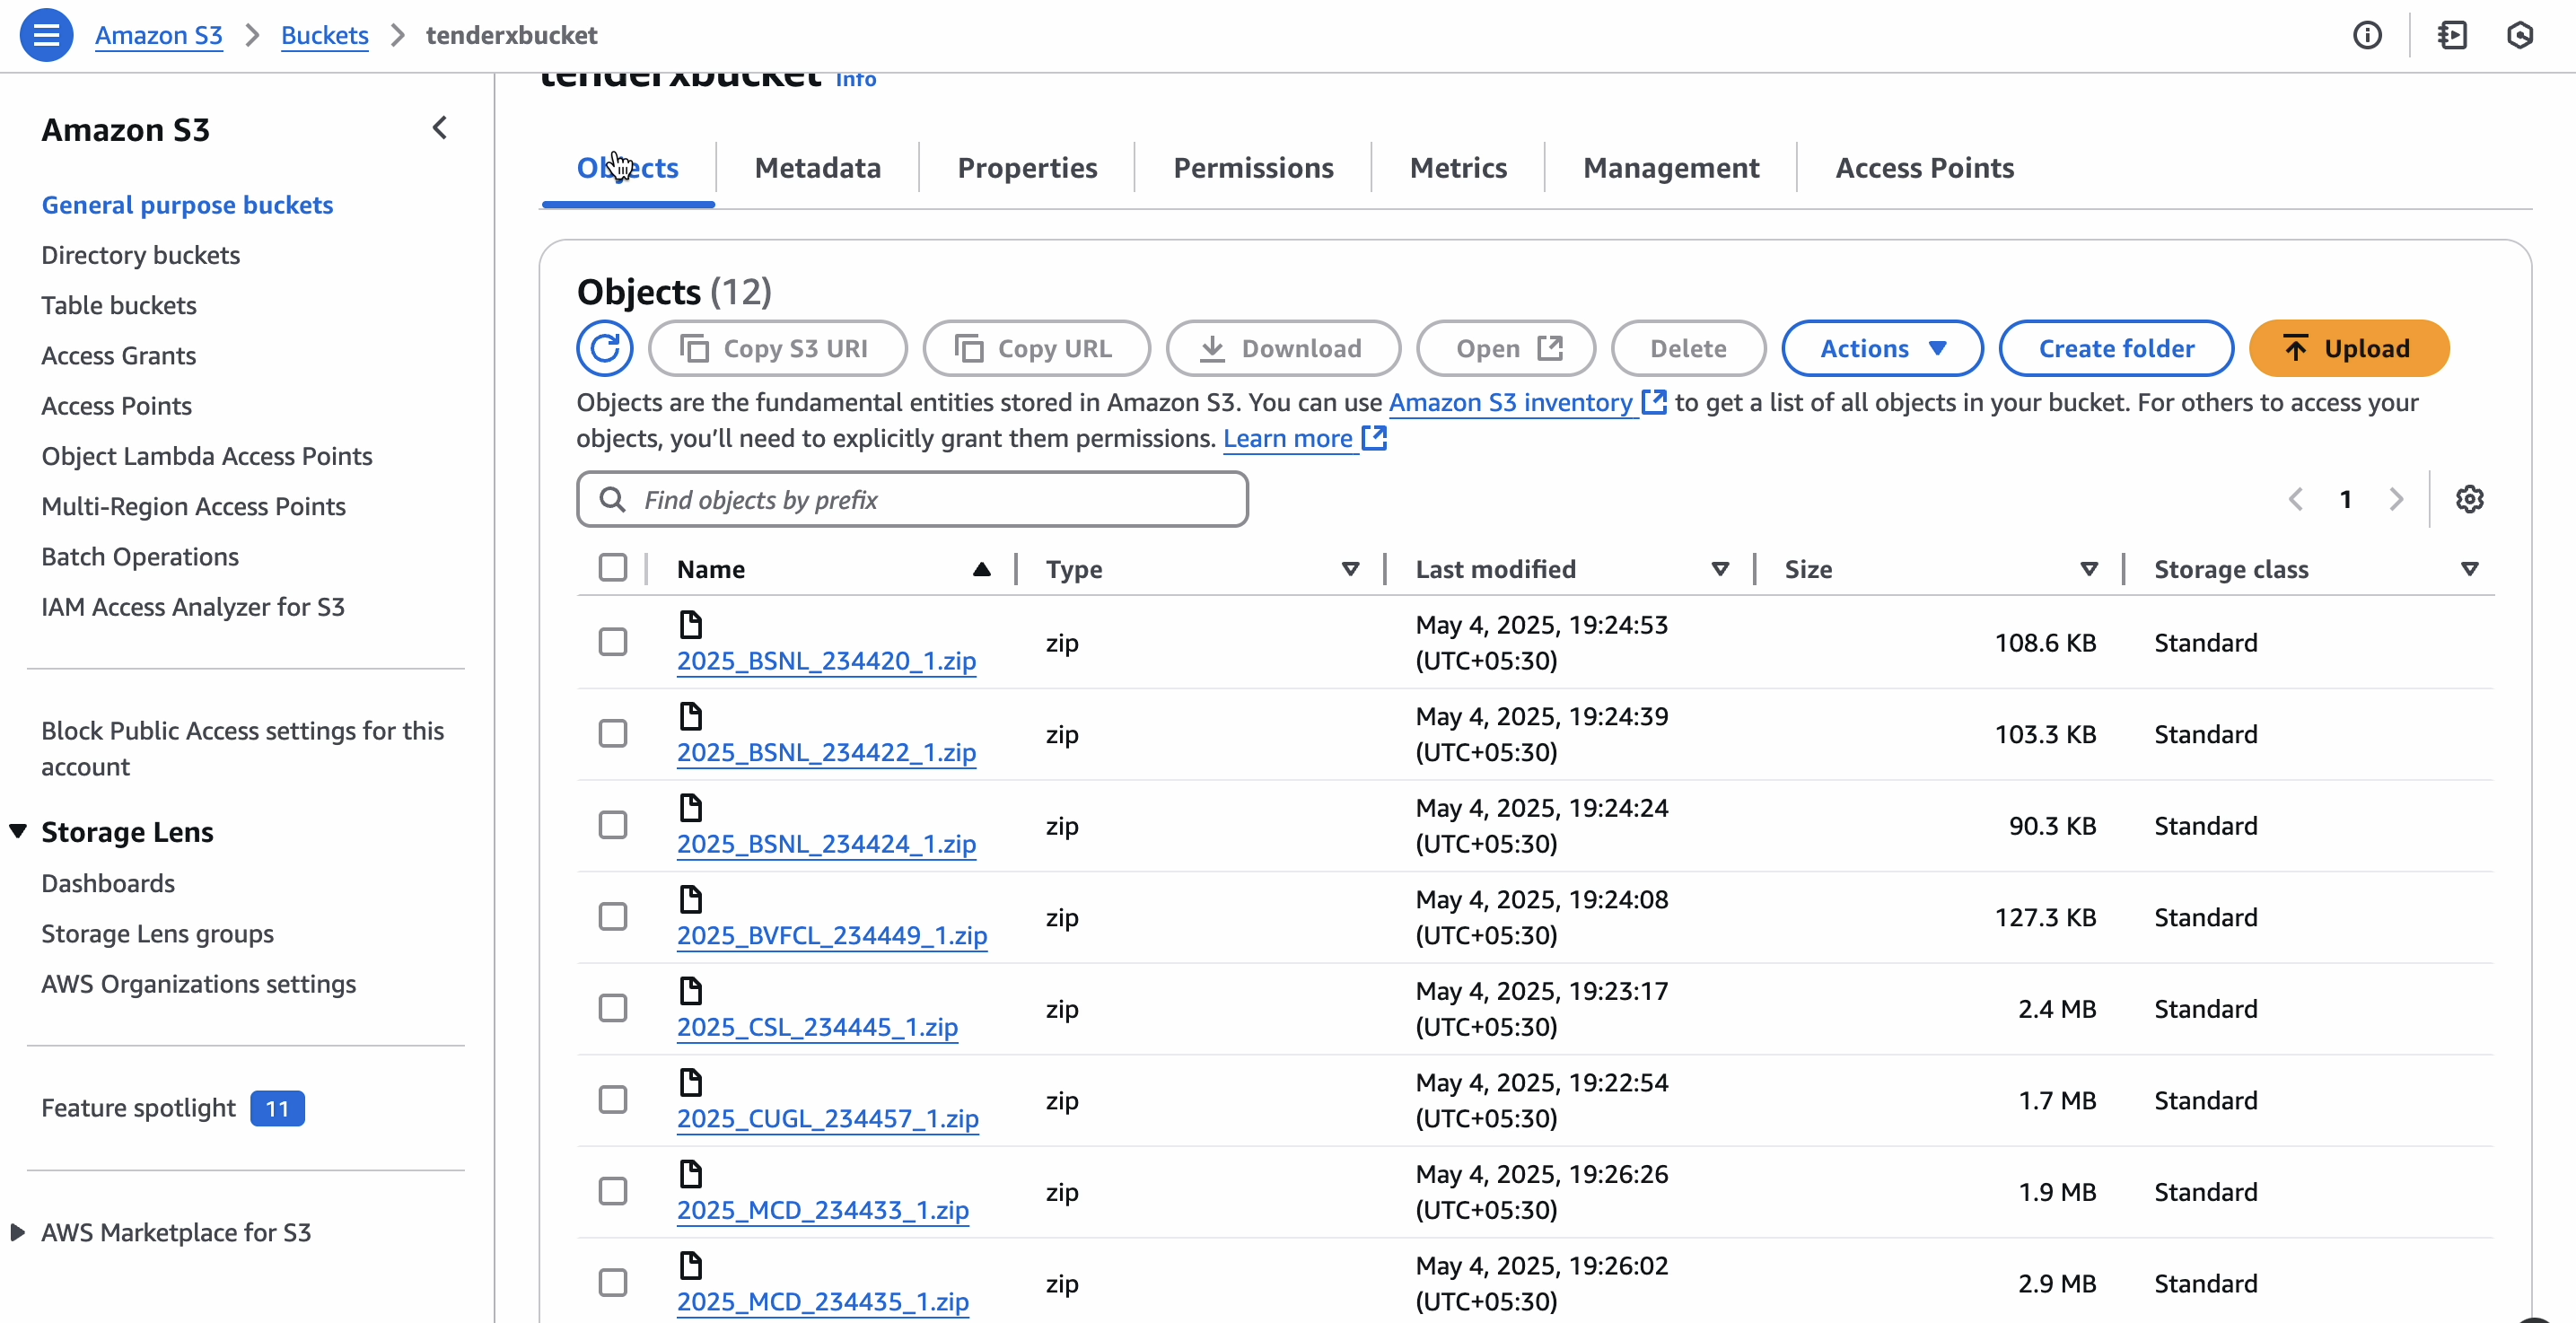 Amazon S3 Buckets tenderxbucket
Amazon S3
General purpose buckets
Directory buckets
Table buckets
Access Grants
Access Points
Object Lambda Access Points
Multi-Region Access Points
Batch Operations
IAM Access Analyzer for S3
Block Public Access settings for this
account
Storage Lens
Dashboards
Storage Lens groups
AWS Organizations settings
Feature spotlight 11
AWS Marketplace for S3
tenderxbucket Info
Objects Metadata Properties Permissions Metrics Management Access Points
Objects (12)
Copy S3 URI Copy URL Download Open Delete Actions Create folder Upload
Objects are the fundamental entities stored in Amazon S3. You can use Amazon S3 inventory to get a list of all objects in your bucket. For others to access your
objects, you'll need to explicitly grant them permissions. Learn more
Find objects by prefix
1
Name Type Last modified Size Storage class
2025_BSNL_234420_1.zip zip May 4, 2025, 19:24:53 (UTC+05:30) 108.6 KB Standard
2025_BSNL_234422_1.zip zip May 4, 2025, 19:24:39 (UTC+05:30) 103.3 KB Standard
2025_BSNL_234424_1.zip zip May 4, 2025, 19:24:24 (UTC+05:30) 90.3 KB Standard
2025_BVFCL_234449_1.zip zip May 4, 2025, 19:24:08 (UTC+05:30) 127.3 KB Standard
2025_CSL_234445_1.zip zip May 4, 2025, 19:23:17 (UTC+05:30) 2.4 MB Standard
2025_CUGL_234457_1.zip zip May 4, 2025, 19:22:54 (UTC+05:30) 1.7 MB Standard
2025_MCD_234433_1.zip zip May 4, 2025, 19:26:26 (UTC+05:30) 1.9 MB Standard
2025_MCD_234435_1.zip zip May 4, 2025, 19:26:02 (UTC+05:30) 2.9 MB Standard